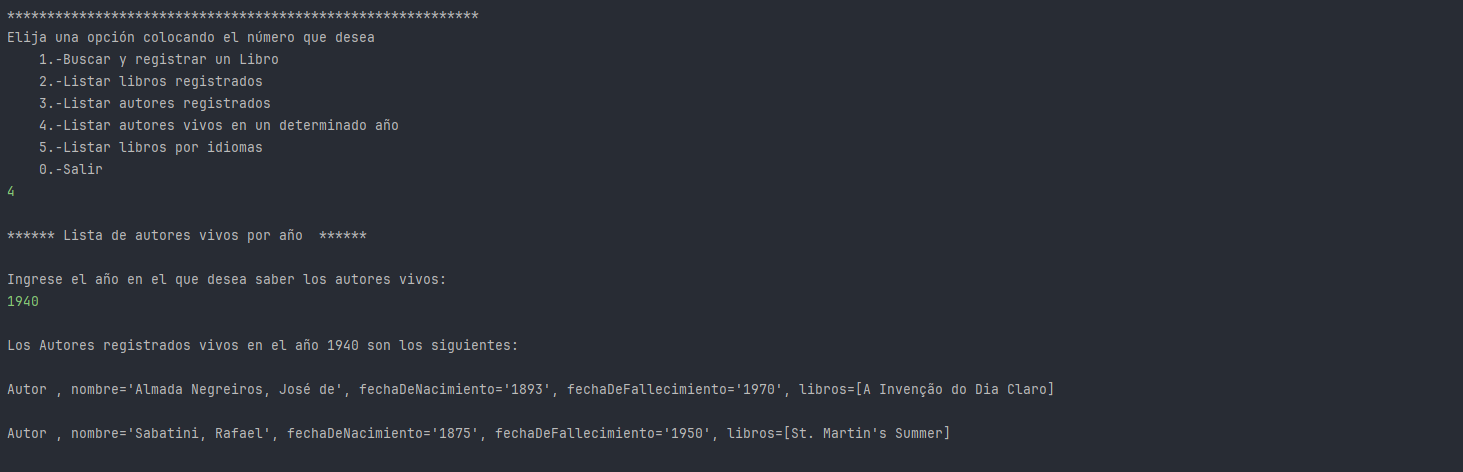 ***********************************************************
Elija una opción colocando el número que desea
1.-Buscar y registrar un Libro
2.-Listar libros registrados
3.-Listar autores registrados
4.-Listar autores vivos en un determinado año
5.-Listar libros por idiomas
0.-Salir
4
****** Lista de autores vivos por año  ******
Ingrese el año en el que desea saber los autores vivos:
1940
Los Autores registrados vivos en el año 1940 son los siguientes:
Autor , nombre='Almada Negreiros, José de', fechaDeNacimiento='1893', fechaDeFallecimiento='1970', libros=[A Invenção do Dia Claro]
Autor , nombre='Sabatini, Rafael', fechaDeNacimiento='1875', fechaDeFallecimiento='1950', libros=[St. Martin's Summer]